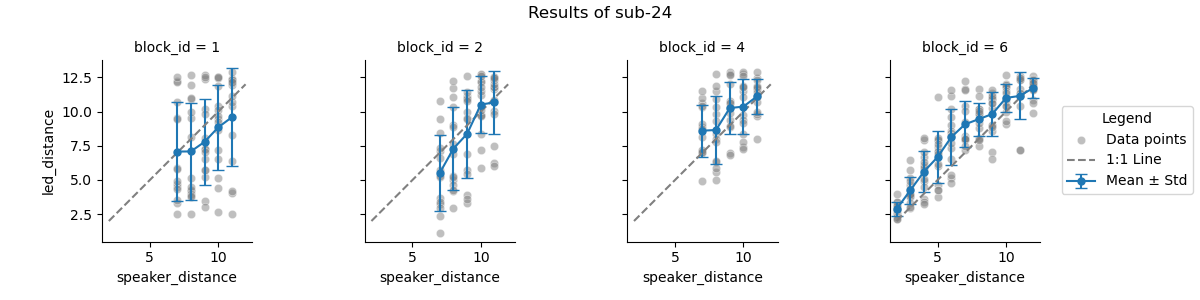 Results of sub-24
block_id = 1
block_id = 2
block_id = 4
block_id = 6
led_distance
12.5
10.0
7.5
5.0
2.5
5 10
5 10
5 10
5 10
speaker_distance
speaker_distance
speaker_distance
speaker_distance
Legend
Data points
1:1 Line
Mean ± Std